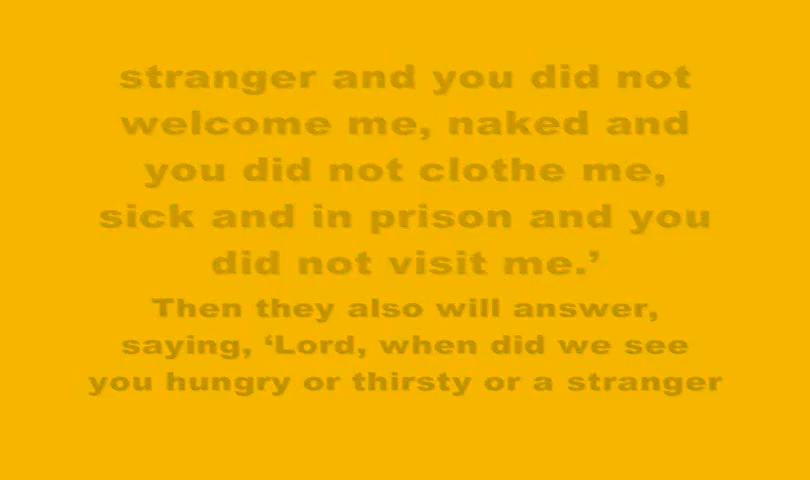 stranger and you did not
welcome me, naked and
you did not clothe me,
sick and in prison and you
did not visit me.’
Then they also will answer,
saying, ‘Lord, when did we see
you hungry or thirsty or a stranger